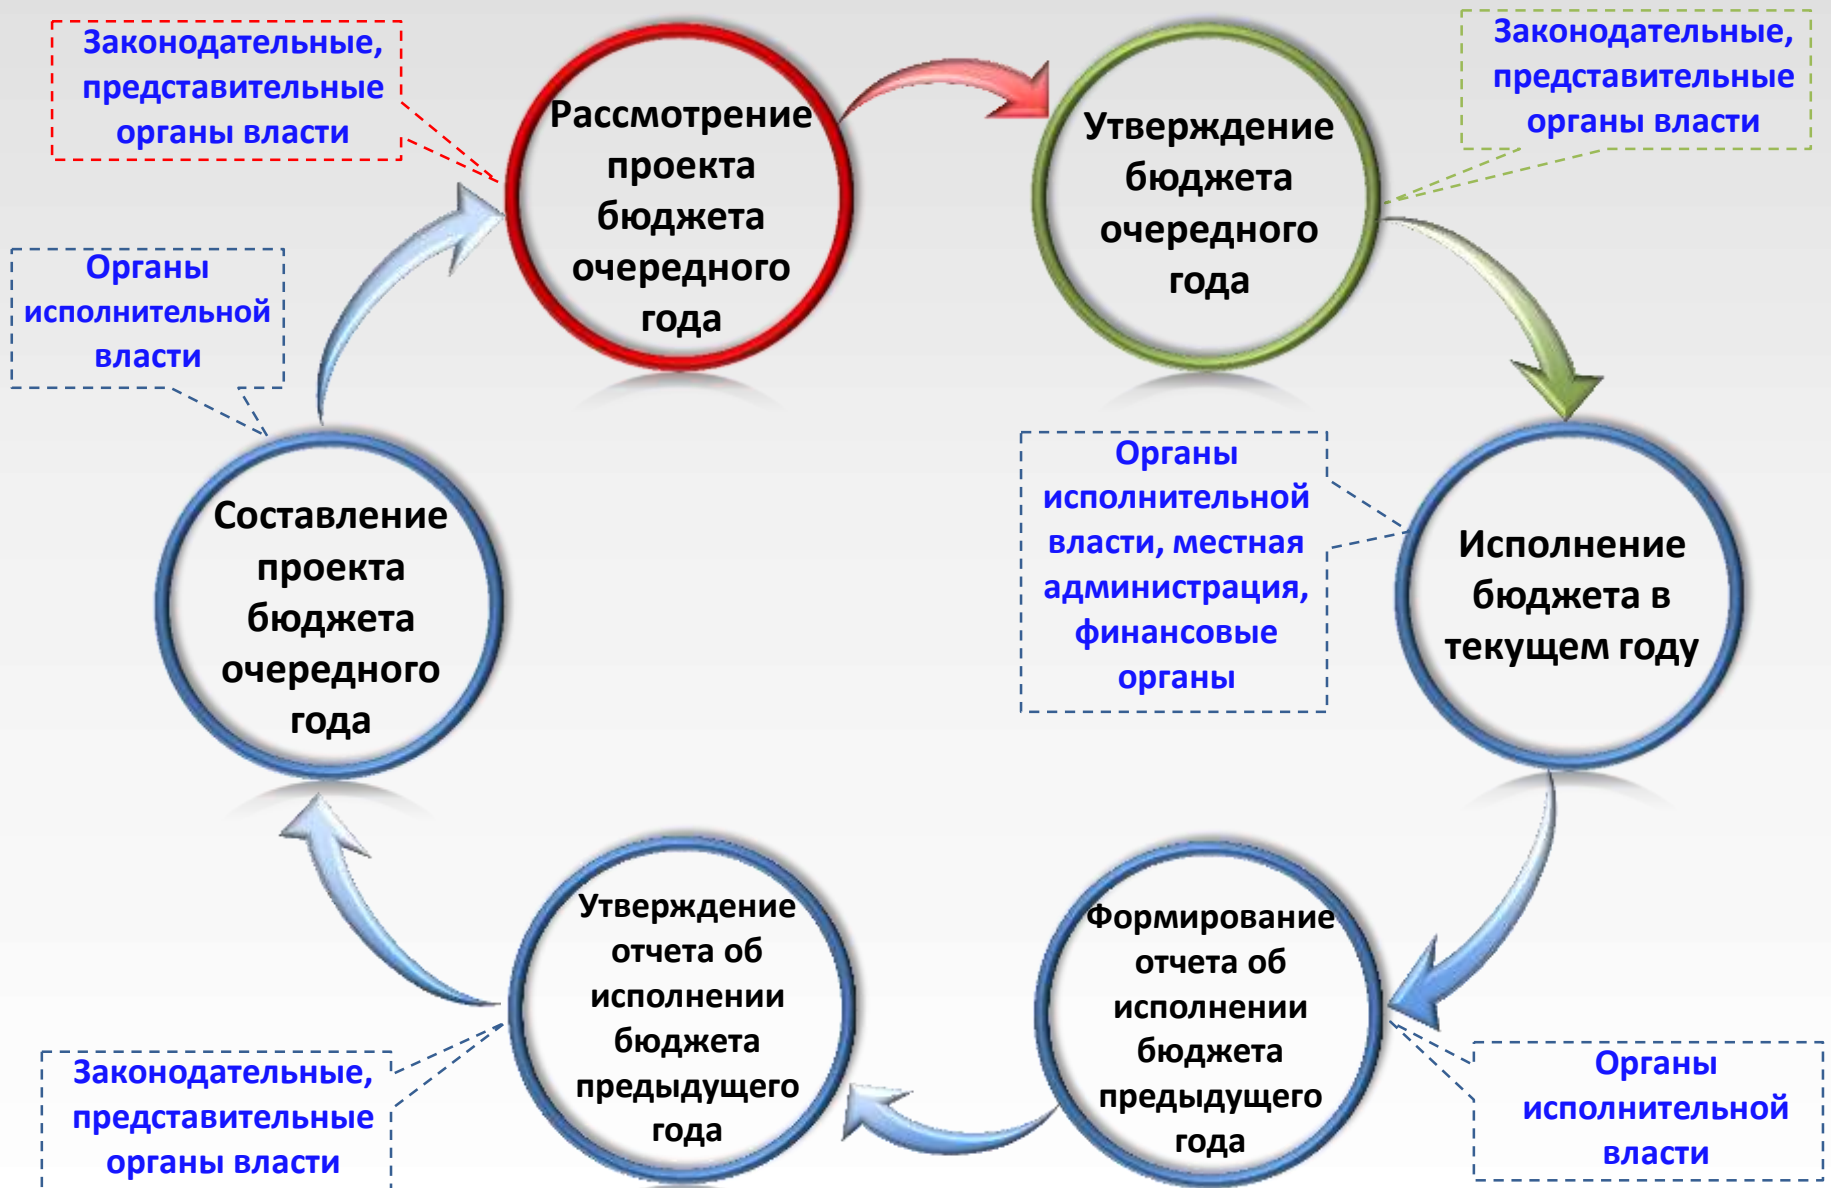 Законодательные,
представительные
органы власти
Рассмотрение
проекта
бюджета
очередного
года
Утверждение
бюджета
очередного
года
Законодательные,
представительные
органы власти
Органы
исполнительной
власти
Составление
проекта
бюджета
очередного
года
Органы
исполнительной
власти, местная
администрация,
финансовые
органы
Исполнение
бюджета в
текущем году
Утверждение
отчета об
исполнении
бюджета
предыдущего
года
Формирование
отчета об
исполнении
бюджета
предыдущего
года
Законодательные,
представительные
органы власти
Органы
исполнительной
власти